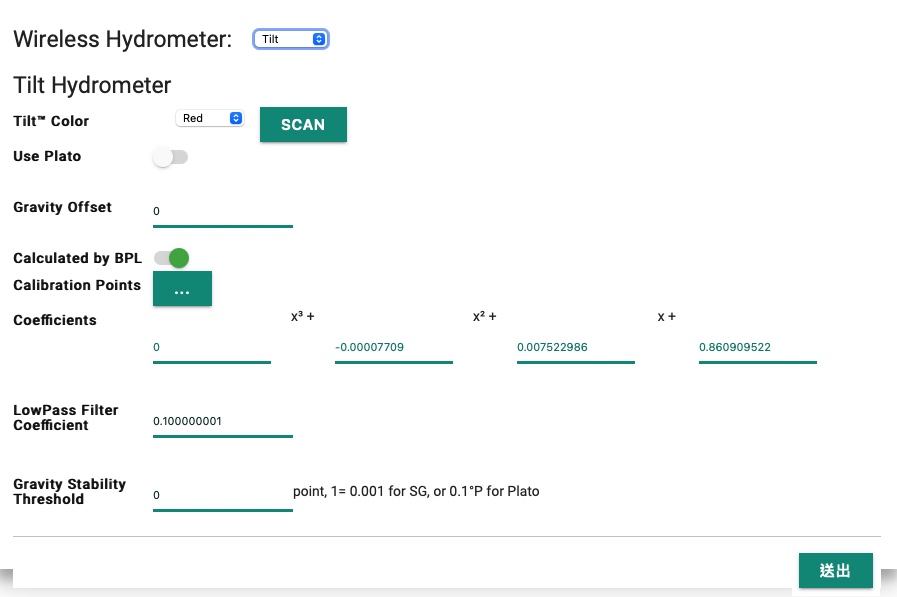 Wireless Hydrometer: Tilt
Tilt Hydrometer
Tilt™ Color Red SCAN
Use Plato
Gravity Offset 0
Calculated by BPL
Calibration Points ...
Coefficients x³ + x² + x +
0 -0.00007709 0.007522986 0.860909522
LowPass Filter
Coefficient 0.100000001
Gravity Stability
Threshold 0 point, 1= 0.001 for SG, or 0.1°P for Plato
送出